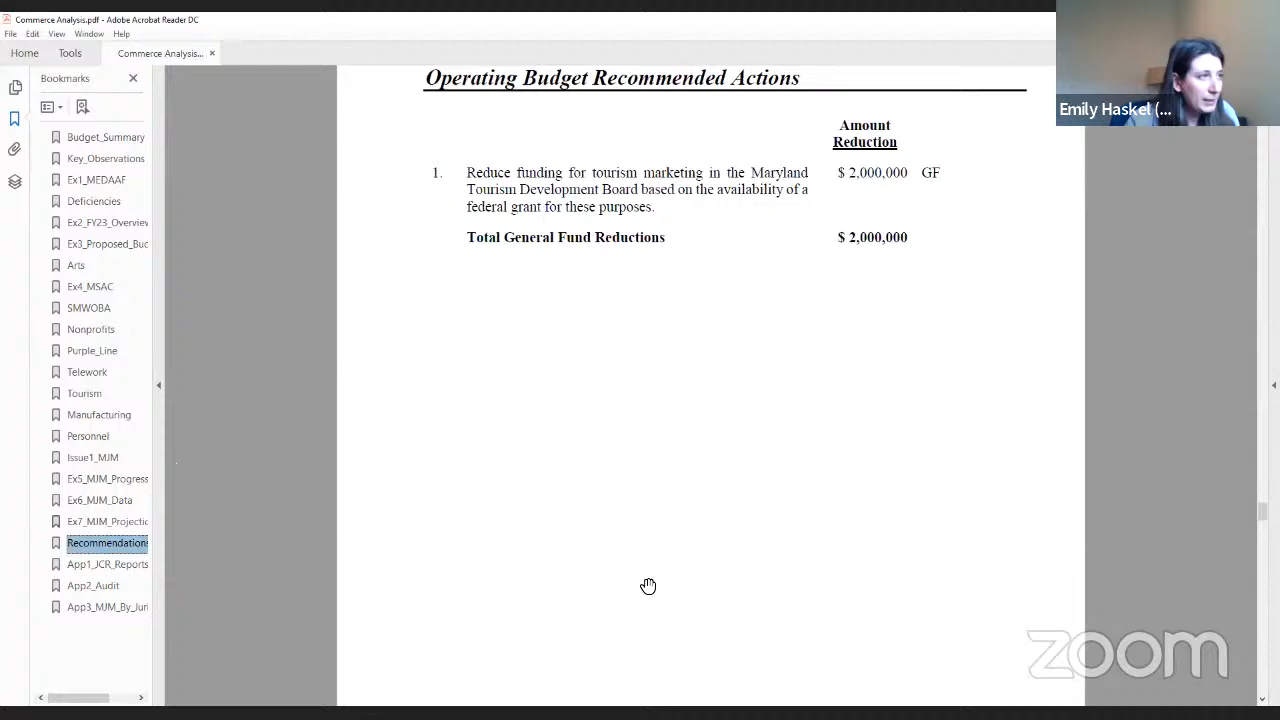 Commerce Analysis.pdf - Adobe Acrobat Reader DC
File Edit View Window Help
Home Tools Commerce Analysis... ×
Bookmarks
Budget_Summary
Key_Observations
Ex1_MEDAAF
Deficiencies
Ex2_FY23_Overview
Ex3_Proposed_Bud
Arts
Ex4_MSAC
SMWOBA
Nonprofits
Purple_Line
Telework
Tourism
Manufacturing
Personnel
Issue1_MJM
Ex5_MJM_Progress
Ex6_MJM_Data
Ex7_MJM_Projectic
Recommendations
App1_JCR_Reports
App2_Audit
App3_MJM_By_Juri
Operating Budget Recommended Actions
Amount
Reduction
1. Reduce funding for tourism marketing in the Maryland $ 2,000,000 GF
Tourism Development Board based on the availability of a
federal grant for these purposes.
Total General Fund Reductions $ 2,000,000
Emily Haskel (...
zoom